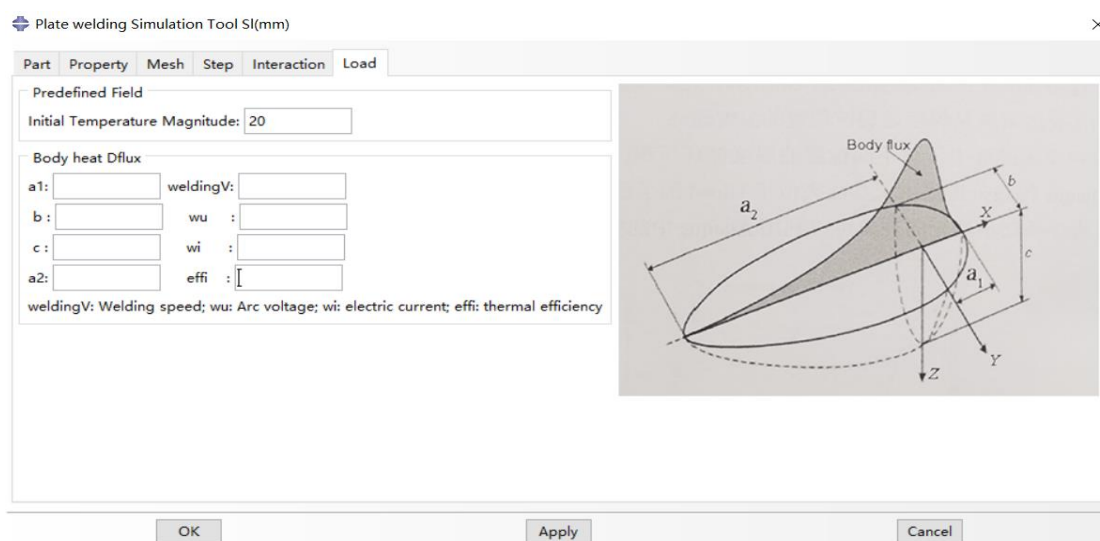 Plate welding Simulation Tool Sl(mm)
Part Property Mesh Step Interaction Load
Predefined Field
Initial Temperature Magnitude: 20
Body heat Dflux
a1: weldingV:
b : wu :
c : wi :
a2: effi :
weldingV: Welding speed; wu: Arc voltage; wi: electric current; effi: thermal efficiency
Body flux
b
a2
X
c
a1
Y
Z
OK Apply Cancel